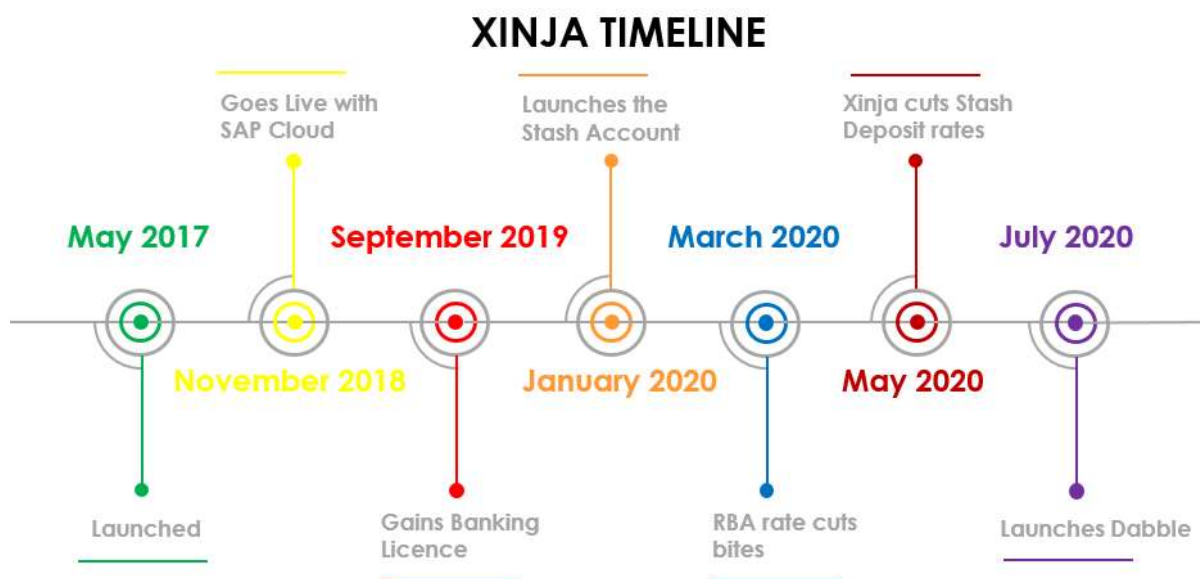 XINJA TIMELINE
Goes Live with
SAP Cloud
Launches the
Stash Account
Xinja cuts Stash
Deposit rates
May 2017
September 2019
March 2020
July 2020
November 2018
January 2020
May 2020
Launched
Gains Banking
Licence
RBA rate cuts
bites
Launches Dabble